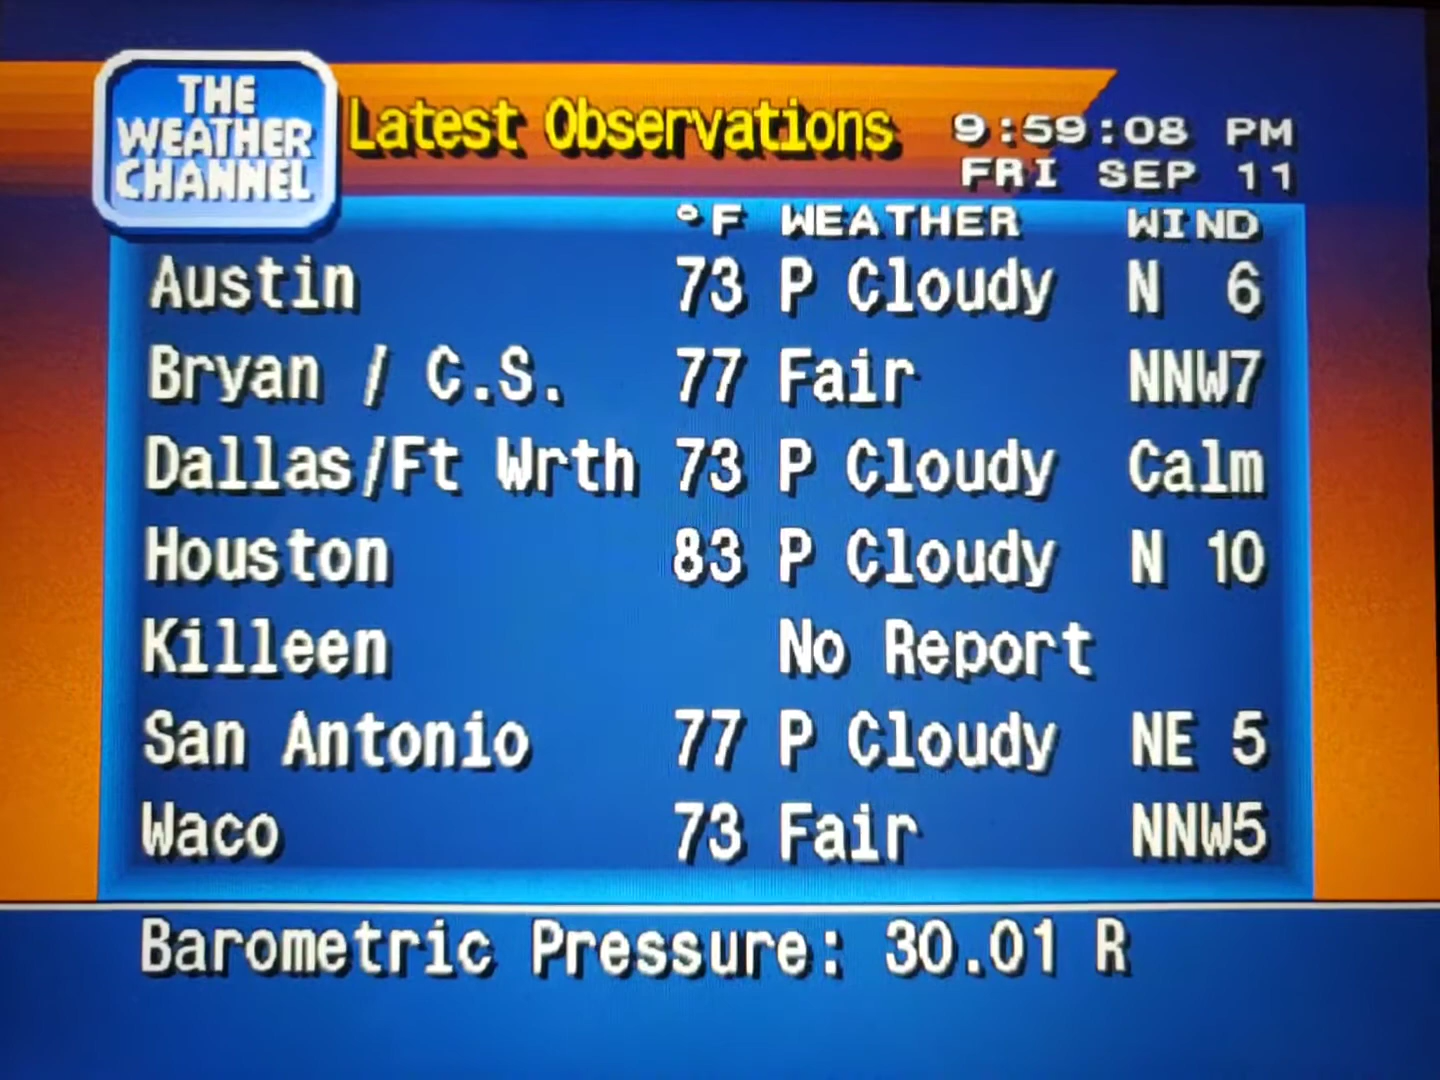 THE
WEATHER
CHANNEL
Latest Observations
9:59:08 PM
FRI SEP 11
°F WEATHER WIND
Austin 73 P Cloudy N 6
Bryan / C.S. 77 Fair NNW7
Dallas/Ft Wrth 73 P Cloudy Calm
Houston 83 P Cloudy N 10
Killeen No Report
San Antonio 77 P Cloudy NE 5
Waco 73 Fair NNW5
Barometric Pressure: 30.01 R